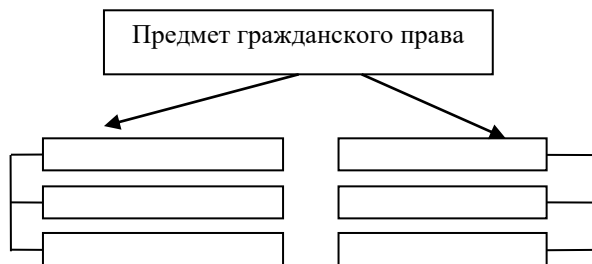 Предмет гражданского права